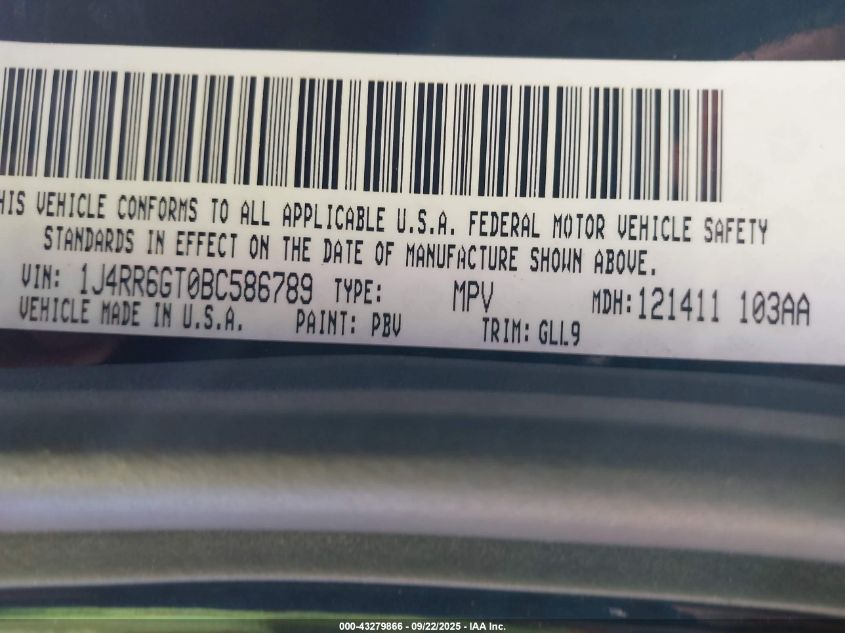 HIS VEHICLE CONFORMS TO ALL APPLICABLE U.S.A. FEDERAL MOTOR VEHICLE SAFETY
STANDARDS IN EFFECT ON THE DATE OF MANUFACTURE SHOWN ABOVE.
VIN: 1J4RR6GT0BC586789 TYPE: MPV MDH: 121411 103AA
VEHICLE MADE IN U.S.A. PAINT: PBV TRIM: GLL9
000-43279866 - 09/22/2025 - IAA Inc.